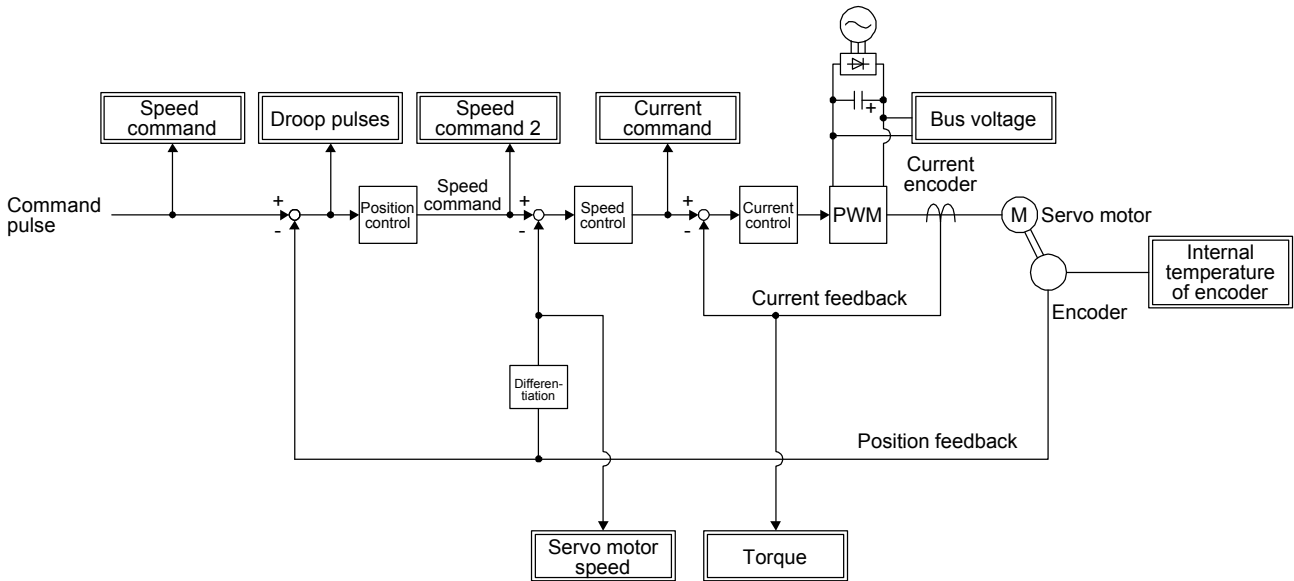 Speed
command
Droop pulses
Speed
command 2
Current
command
+
Bus voltage
Current
encoder
Command
pulse
+
-
Position
control
Speed
command
+
-
Speed
control
+
-
Current
control
PWM
M
Servo motor
Internal
temperature
of encoder
Encoder
Current feedback
Differen-
tiation
Position feedback
Servo motor
speed
Torque